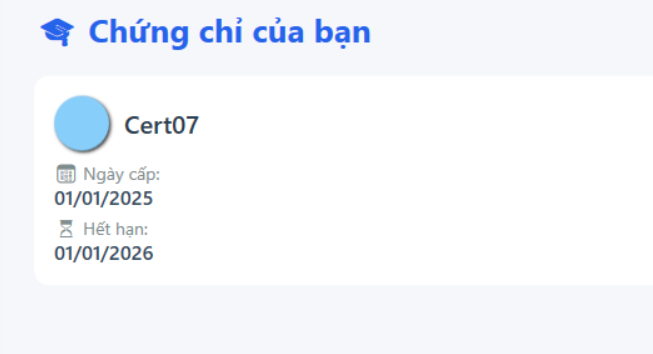 Chứng chỉ của bạn
Cert07
Ngày cấp:
01/01/2025
Hết hạn:
01/01/2026